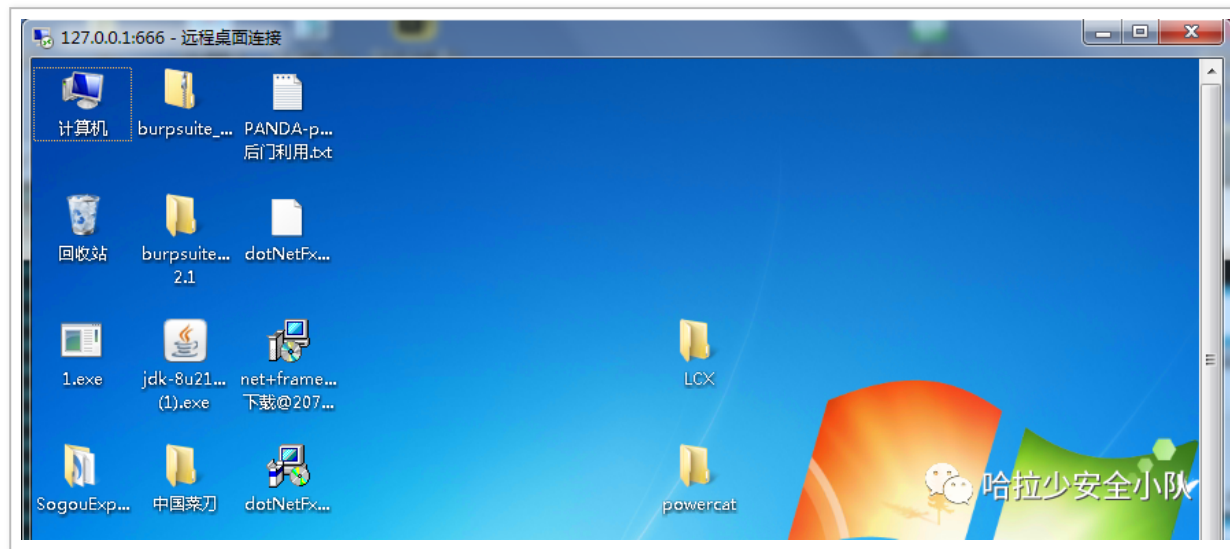 127.0.0.1:666 - 远程桌面连接
计算机
burpsuite_...
PANDA-p...
后门利用.txt
回收站
burpsuite...
2.1
dotNetFx...
1.exe
jdk-8u21...
(1).exe
net+frame...
下载@207...
LCX
SogouExp...
中国菜刀
dotNetFx...
powercat
哈拉少安全小队